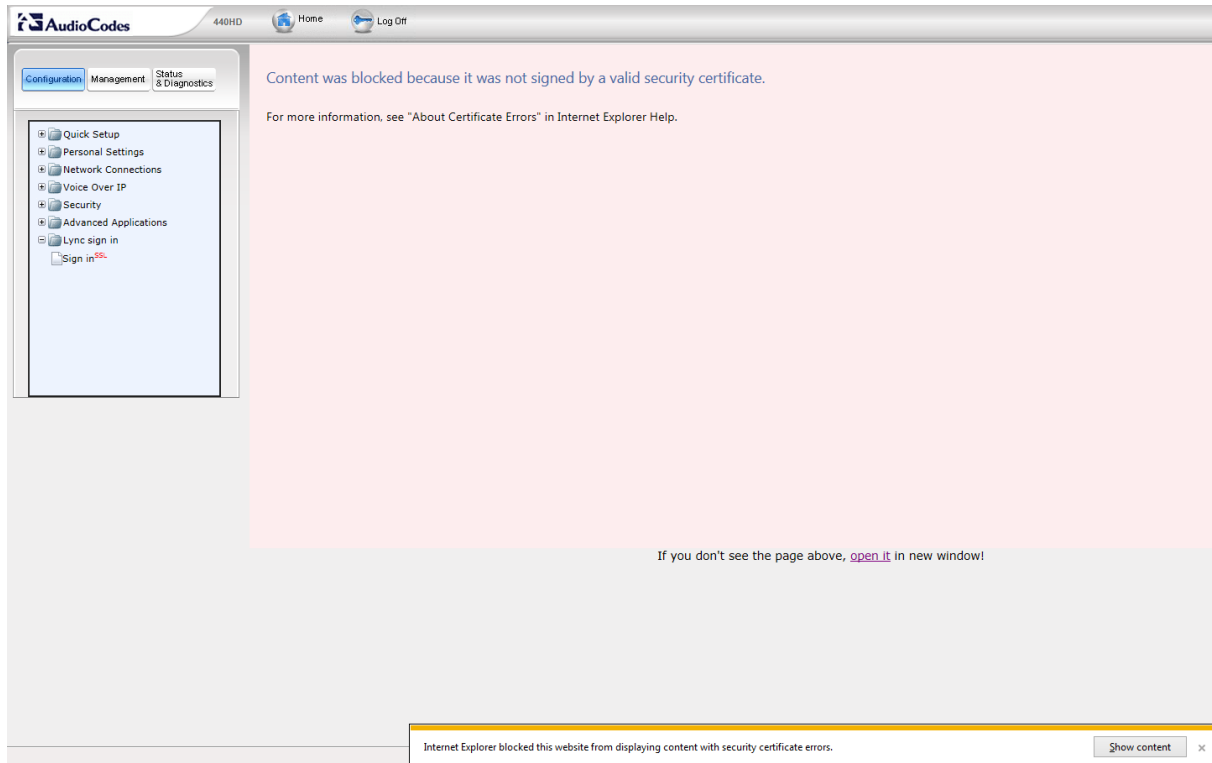 AudioCodes 440HD Home Log Off
Configuration Management Status & Diagnostics
Quick Setup
Personal Settings
Network Connections
Voice Over IP
Security
Advanced Applications
Lync sign in
Sign in SSL
Content was blocked because it was not signed by a valid security certificate.
For more information, see "About Certificate Errors" in Internet Explorer Help.
If you don't see the page above, open it in new window!
Internet Explorer blocked this website from displaying content with security certificate errors. Show content ×